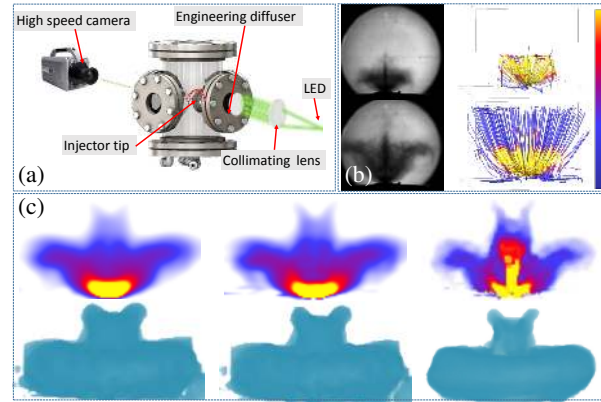 High speed camera
Engineering diffuser
LED
Injector tip
Collimating lens
(a)
(b)
(c)